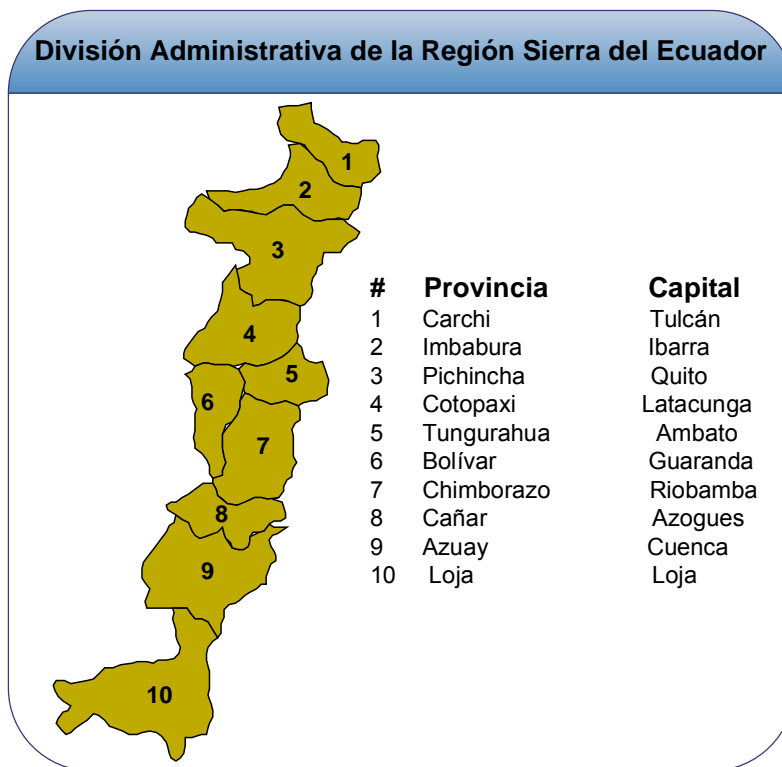 División Administrativa de la Región Sierra del Ecuador
1
2
3
4
5
6
7
8
9
10
# Provincia Capital
1 Carchi Tulcán
2 Imbabura Ibarra
3 Pichincha Quito
4 Cotopaxi Latacunga
5 Tungurahua Ambato
6 Bolívar Guaranda
7 Chimborazo Riobamba
8 Cañar Azogues
9 Azuay Cuenca
10 Loja Loja